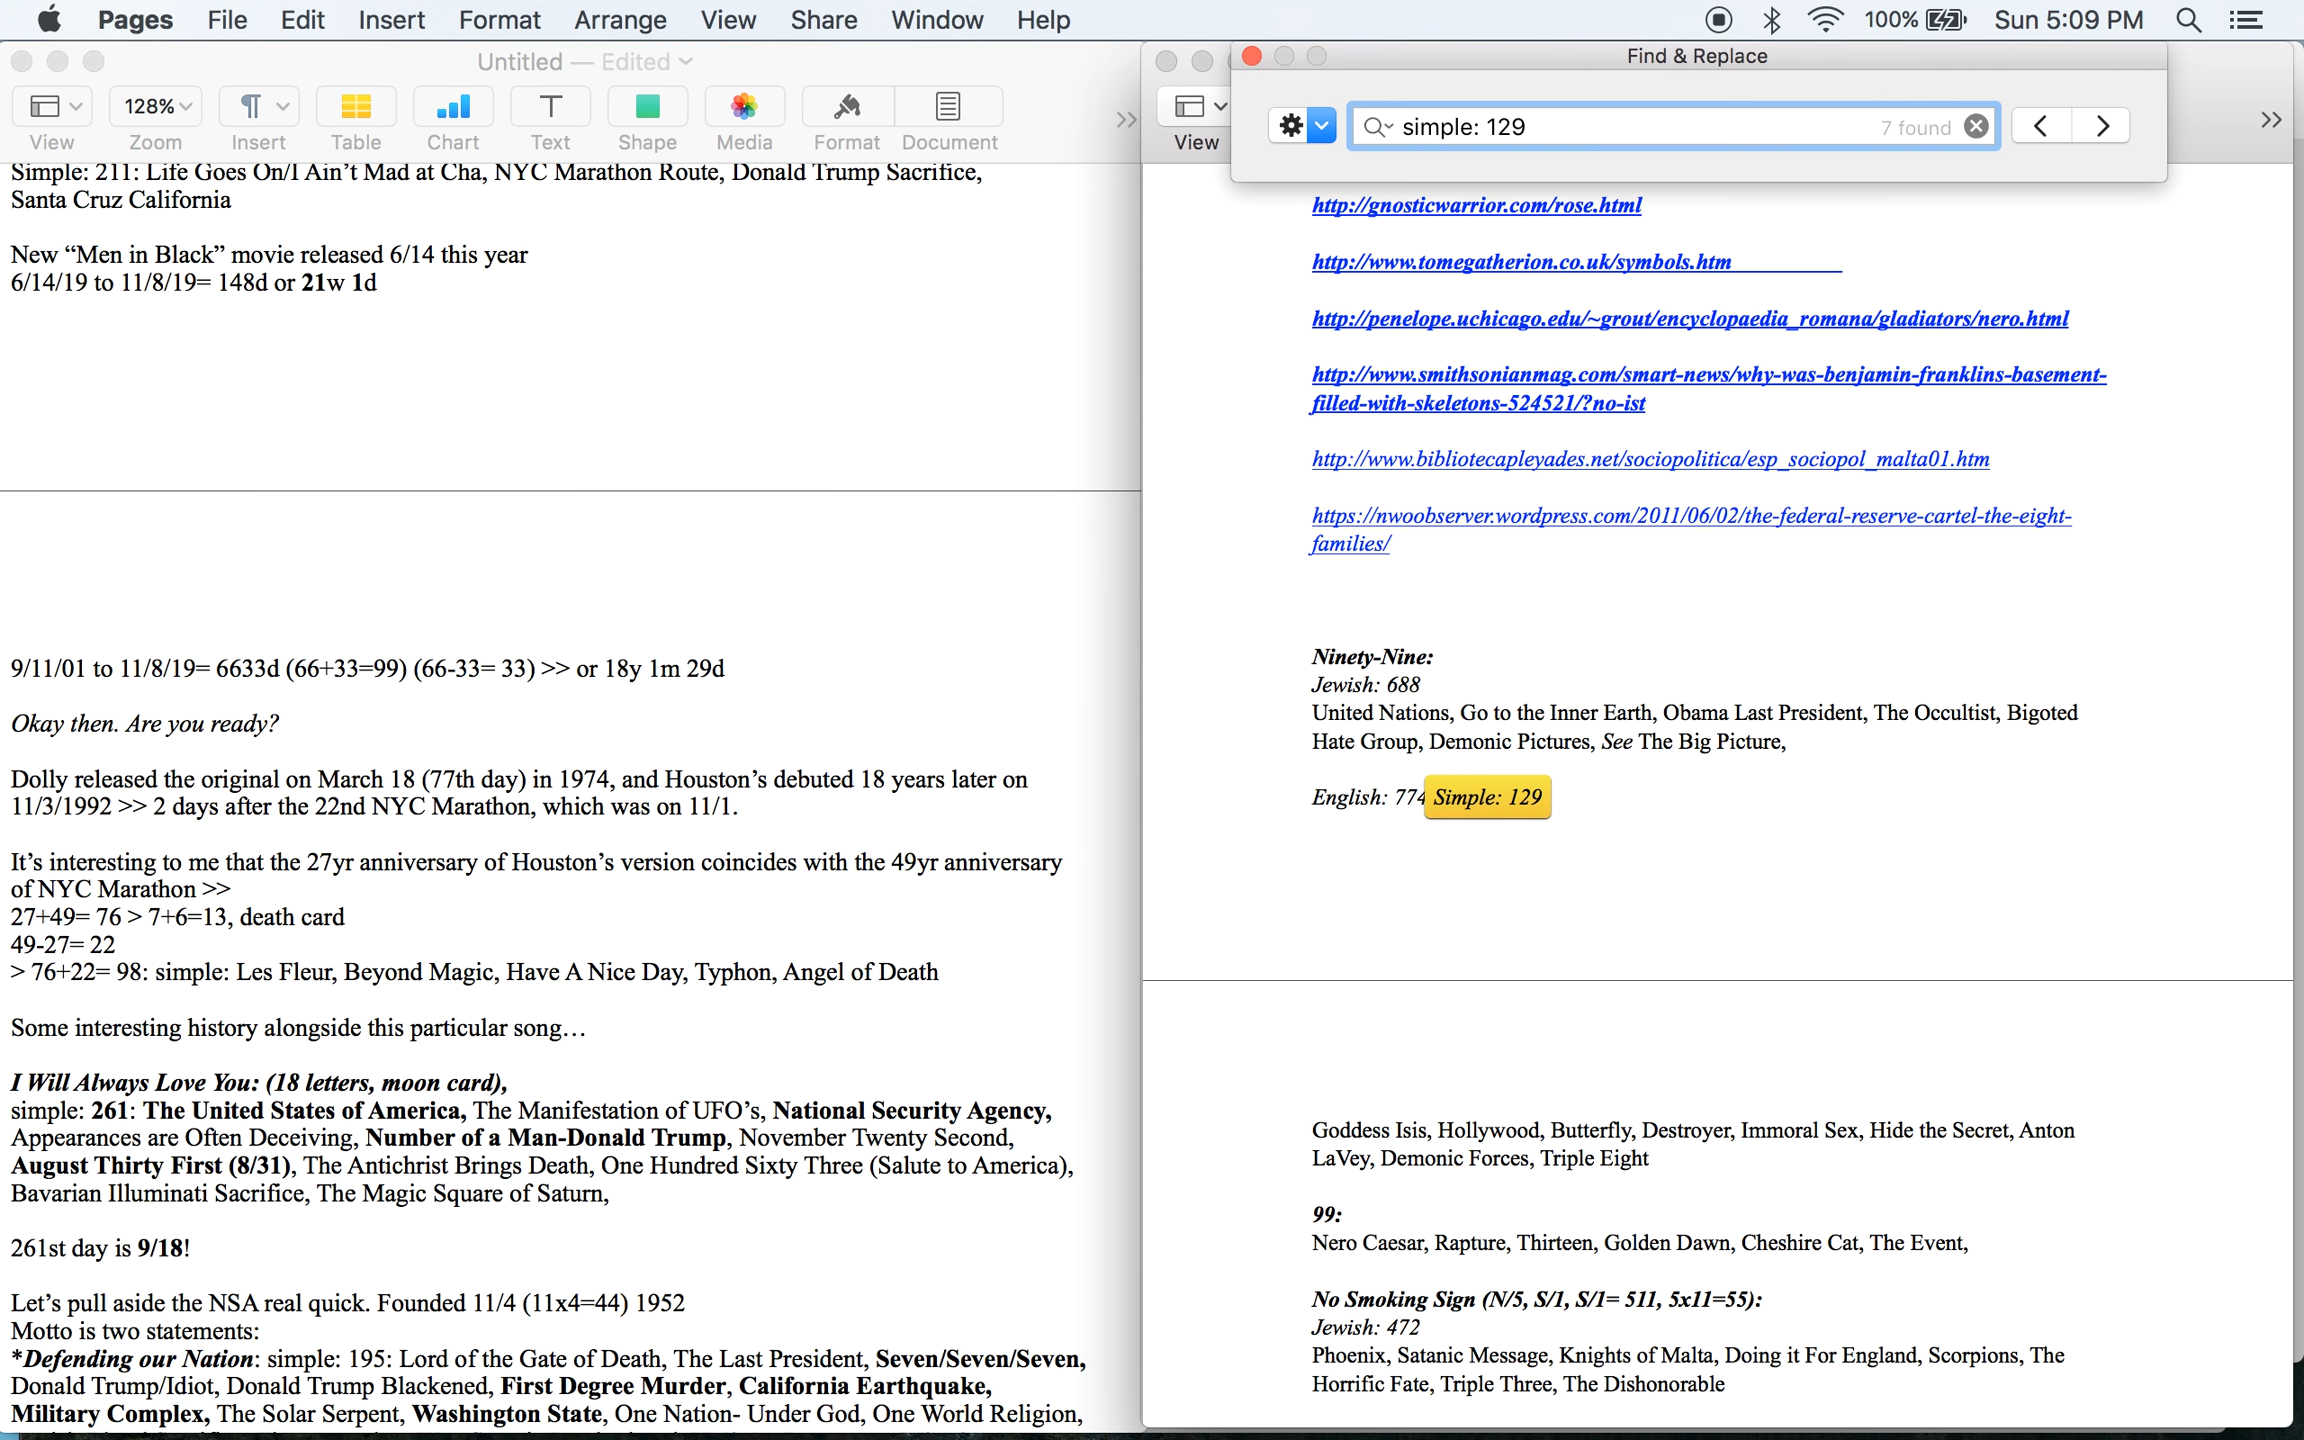 Pages File Edit Insert Format Arrange View Share Window Help
100% Sun 5:09 PM
Untitled — Edited
128%
View Zoom Insert Table Chart Text Shape Media Format Document
Simple: 211: Life Goes On/I Ain’t Mad at Cha, NYC Marathon Route, Donald Trump Sacrifice,
Santa Cruz California
New “Men in Black” movie released 6/14 this year
6/14/19 to 11/8/19= 148d or 21w 1d
9/11/01 to 11/8/19= 6633d (66+33=99) (66-33= 33) >> or 18y 1m 29d
Okay then. Are you ready?
Dolly released the original on March 18 (77th day) in 1974, and Houston’s debuted 18 years later on
11/3/1992 >> 2 days after the 22nd NYC Marathon, which was on 11/1.
It’s interesting to me that the 27yr anniversary of Houston’s version coincides with the 49yr anniversary
of NYC Marathon >>
27+49= 76 > 7+6=13, death card
49-27= 22
> 76+22= 98: simple: Les Fleur, Beyond Magic, Have A Nice Day, Typhon, Angel of Death
Some interesting history alongside this particular song…
I Will Always Love You: (18 letters, moon card),
simple: 261: The United States of America, The Manifestation of UFO’s, National Security Agency,
Appearances are Often Deceiving, Number of a Man-Donald Trump, November Twenty Second,
August Thirty First (8/31), The Antichrist Brings Death, One Hundred Sixty Three (Salute to America),
Bavarian Illuminati Sacrifice, The Magic Square of Saturn,
261st day is 9/18!
Let’s pull aside the NSA real quick. Founded 11/4 (11x4=44) 1952
Motto is two statements:
*Defending our Nation: simple: 195: Lord of the Gate of Death, The Last President, Seven/Seven/Seven,
Donald Trump/Idiot, Donald Trump Blackened, First Degree Murder, California Earthquake,
Military Complex, The Solar Serpent, Washington State, One Nation- Under God, One World Religion,
Find & Replace
simple: 129 7 found
View
http://gnosticwarrior.com/rose.html
http://www.tomegatherion.co.uk/symbols.htm
http://penelope.uchicago.edu/~grout/encyclopaedia_romana/gladiators/nero.html
http://www.smithsonianmag.com/smart-news/why-was-benjamin-franklins-basement-
filled-with-skeletons-524521/?no-ist
http://www.bibliotecapleyades.net/sociopolitica/esp_sociopol_malta01.htm
https://nwoobserver.wordpress.com/2011/06/02/the-federal-reserve-cartel-the-eight-
families/
Ninety-Nine:
Jewish: 688
United Nations, Go to the Inner Earth, Obama Last President, The Occultist, Bigoted
Hate Group, Demonic Pictures, See The Big Picture,
English: 774 Simple: 129
Goddess Isis, Hollywood, Butterfly, Destroyer, Immoral Sex, Hide the Secret, Anton
LaVey, Demonic Forces, Triple Eight
99:
Nero Caesar, Rapture, Thirteen, Golden Dawn, Cheshire Cat, The Event,
No Smoking Sign (N/5, S/1, S/1= 511, 5x11=55):
Jewish: 472
Phoenix, Satanic Message, Knights of Malta, Doing it For England, Scorpions, The
Horrific Fate, Triple Three, The Dishonorable